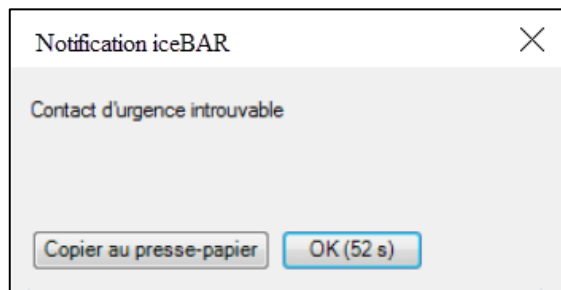 Notification iceBAR
Contact d'urgence introuvable
Copier au presse-papier OK (52 s)